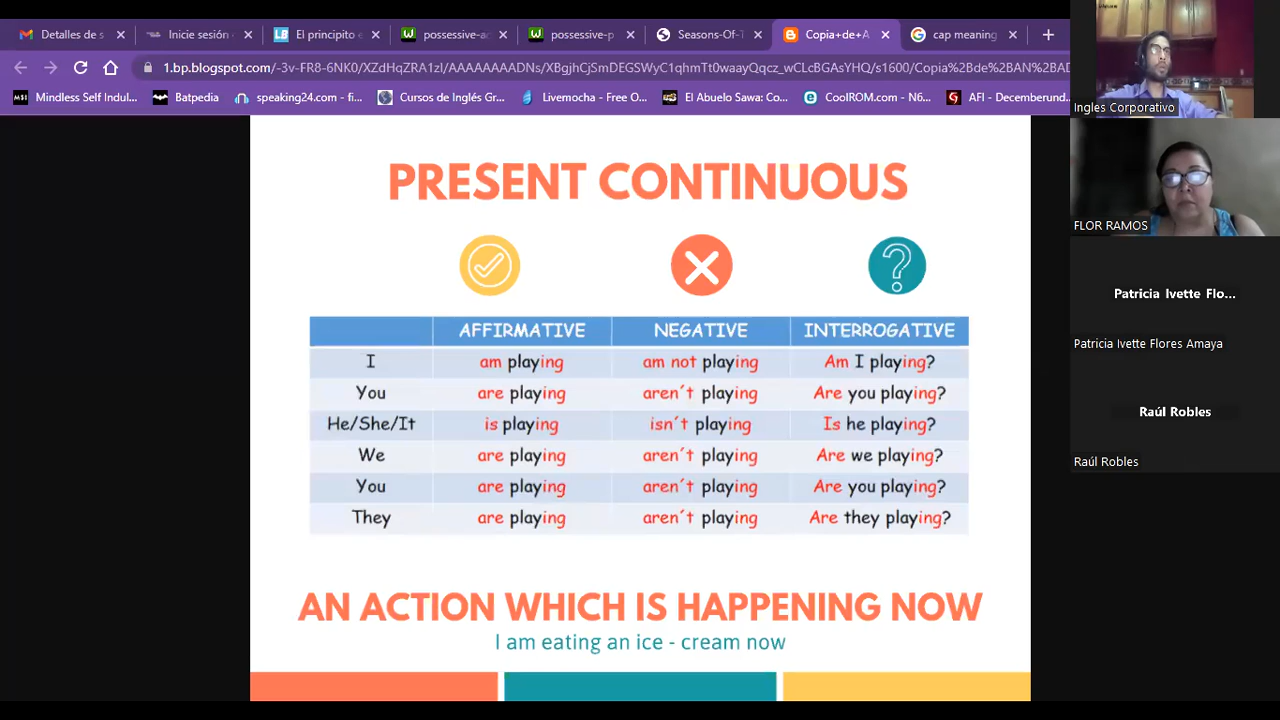 Detalles de s
Inicie sesión
El principito e
possessive-a
possessive-p
Seasons-Of-T
Copia+de+A
cap meaning
1.bp.blogspot.com/-3v-FR8-6NK0/XZdHqZRA1zI/AAAAAAAADNs/XBgjhCjSmDEGSWyC1qhmTt0waayQqcz_wCLcBGAsYHQ/s1600/Copia%2Bde%2BAN%2BAD
Mindless Self Indul...
Batpedia
speaking24.com - fi...
Cursos de Inglés Gr...
Livemocha - Free O...
El Abuelo Sawa: Co...
CoolROM.com - N6...
AFI - Decemberund...
PRESENT CONTINUOUS
AFFIRMATIVE NEGATIVE INTERROGATIVE
I am playing am not playing Am I playing?
You are playing aren´t playing Are you playing?
He/She/It is playing isn´t playing Is he playing?
We are playing aren´t playing Are we playing?
You are playing aren´t playing Are you playing?
They are playing aren´t playing Are they playing?
AN ACTION WHICH IS HAPPENING NOW
I am eating an ice - cream now
Ingles Corporativo
FLOR RAMOS
Patricia Ivette Flo...
Patricia Ivette Flores Amaya
Raúl Robles
Raúl Robles